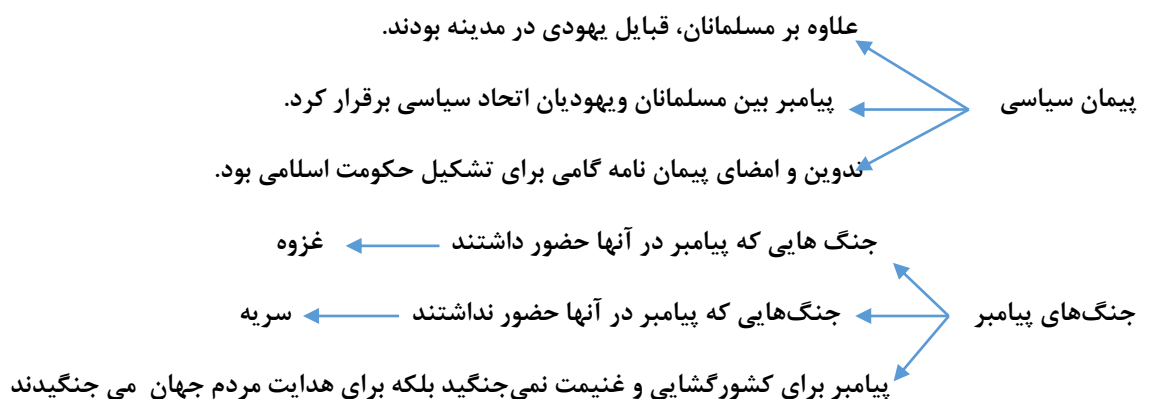 علاوه بر مسلمانان، قبایل یهودی در مدینه بودند.
پیمان سیاسی پیامبر بین مسلمانان ویهودیان اتحاد سیاسی برقرار کرد.
تدوین و امضای پیمان نامه گامی برای تشکیل حکومت اسلامی بود.
جنگ هایی که پیامبر در آنها حضور داشتند غزوه
جنگ‌های پیامبر جنگ‌هایی که پیامبر در آنها حضور نداشتند سریه
پیامبر برای کشورگشایی و غنیمت نمی‌جنگید بلکه برای هدایت مردم جهان می جنگیدند